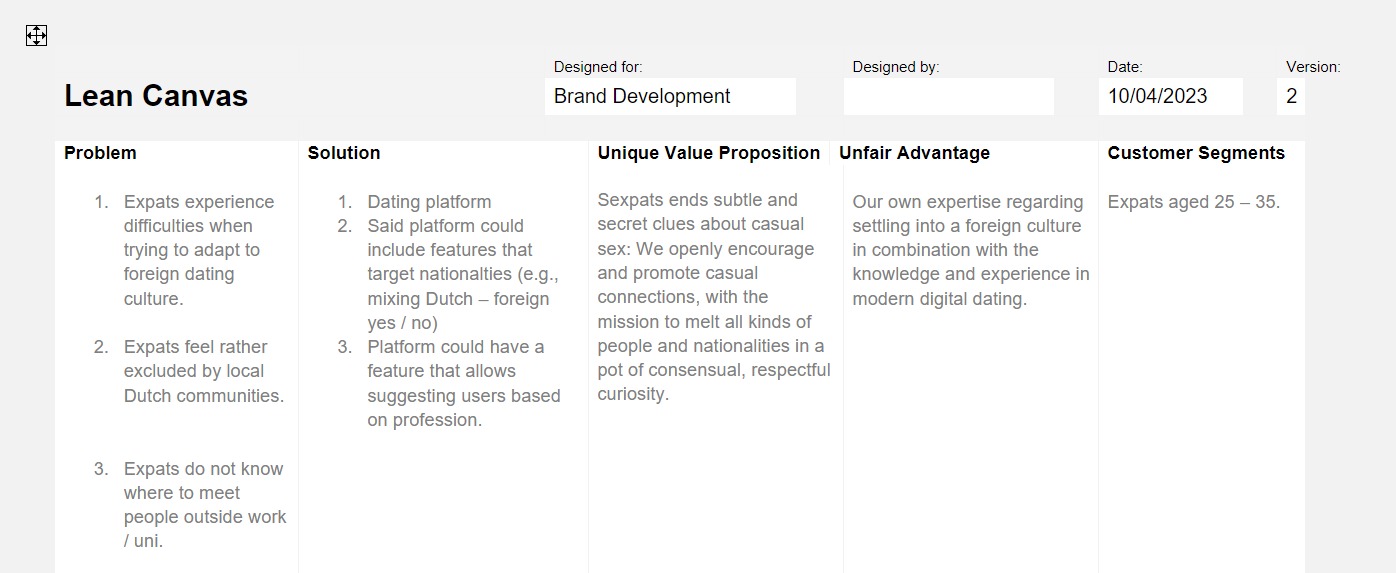 Designed for:
Designed by:
Date:
Version:
Lean Canvas
Brand Development
10/04/2023
2
Problem
1. Expats experience
difficulties when
trying to adapt to
foreign dating
culture.
2. Expats feel rather
excluded by local
Dutch communities.
3. Expats do not know
where to meet
people outside work
/ uni.
Solution
1. Dating platform
2. Said platform could
include features that
target nationalties (e.g.,
mixing Dutch – foreign
yes / no)
3. Platform could have a
feature that allows
suggesting users based
on profession.
Unique Value Proposition
Sexpats ends subtle and
secret clues about casual
sex: We openly encourage
and promote casual
connections, with the
mission to melt all kinds of
people and nationalities in a
pot of consensual, respectful
curiosity.
Unfair Advantage
Our own expertise regarding
settling into a foreign culture
in combination with the
knowledge and experience in
modern digital dating.
Customer Segments
Expats aged 25 – 35.